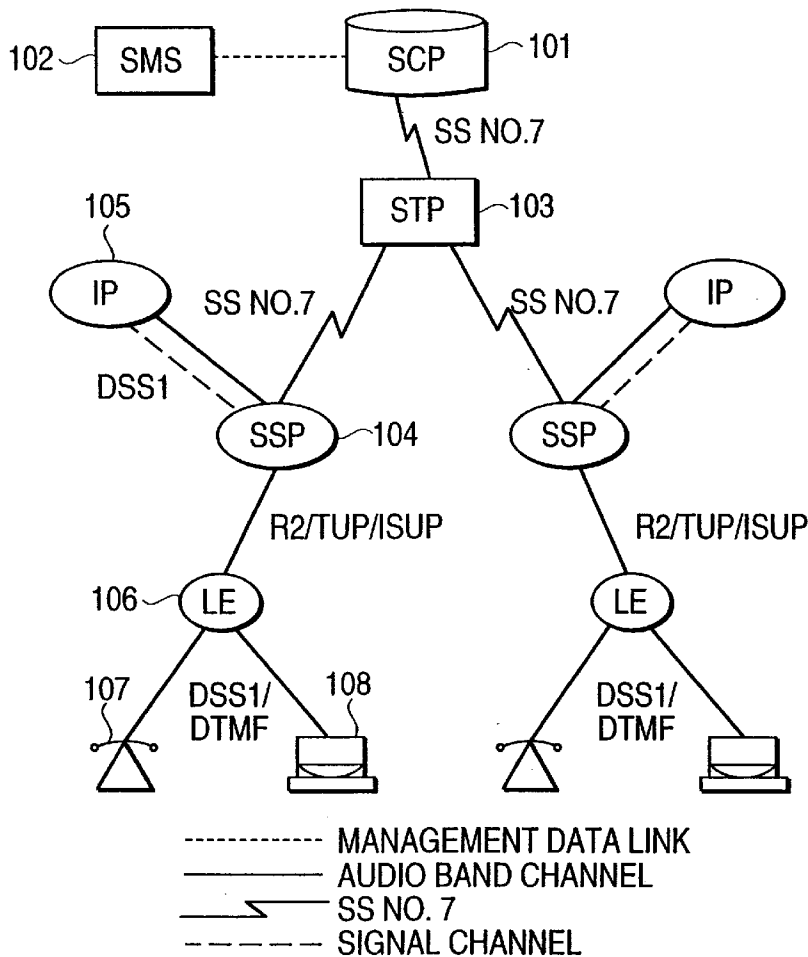 102
SMS
SCP
101
SS NO.7
STP
103
105
IP
SS NO.7
SS NO.7
IP
DSS1
SSP
104
SSP
R2/TUP/ISUP
R2/TUP/ISUP
106
LE
LE
107
DSS1/
DTMF
108
DSS1/
DTMF
MANAGEMENT DATA LINK
AUDIO BAND CHANNEL
SS NO. 7
SIGNAL CHANNEL